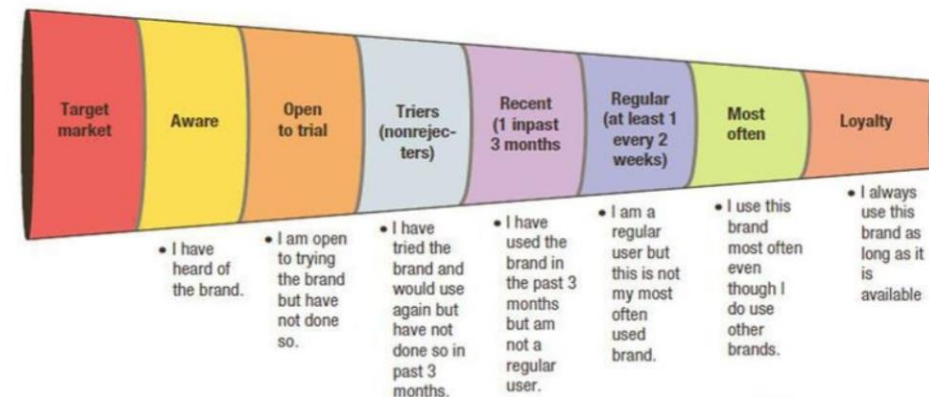 Target
market
Aware
Open
to trial
Triers
(nonrejec-
ters)
Recent
(1 inpast
3 months
Regular
(at least 1
every 2
weeks)
Most
often
Loyalty
• I have
heard of
the brand.
• I am open
to trying
the brand
but have
not done
so.
• I have
tried the
brand and
would use
again but
have not
done so in
past 3
months.
• I have
used the
brand in
the past 3
months
but am
not a
regular
user.
• I am a
regular
user but
this is not
my most
often
used
brand.
• I use this
brand
most often
even
though I
do use
other
brands.
• I always
use this
brand as
long as it
is
available